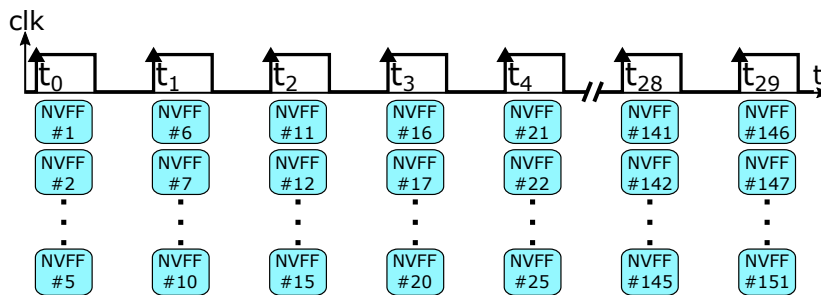 clk
t0 t1 t2 t3 t4 t28 t29 t
NVFF NVFF NVFF NVFF NVFF NVFF NVFF
#1 #6 #11 #16 #21 #141 #146
NVFF NVFF NVFF NVFF NVFF NVFF NVFF
#2 #7 #12 #17 #22 #142 #147
NVFF NVFF NVFF NVFF NVFF NVFF NVFF
#5 #10 #15 #20 #25 #145 #151